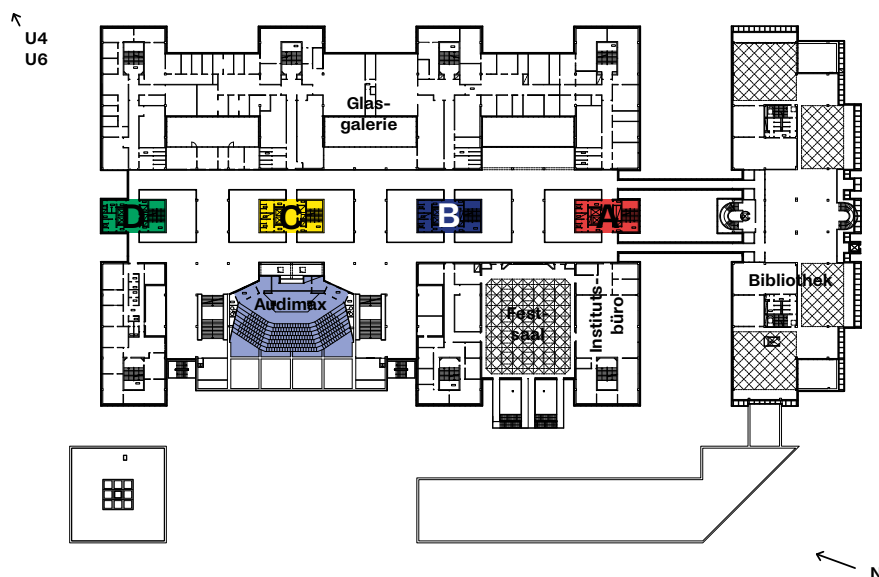 U4
U6
Glas-
galerie
D
C
B
A
Audimax
Fest-
saal
Instituts-
büro
Bibliothek
N